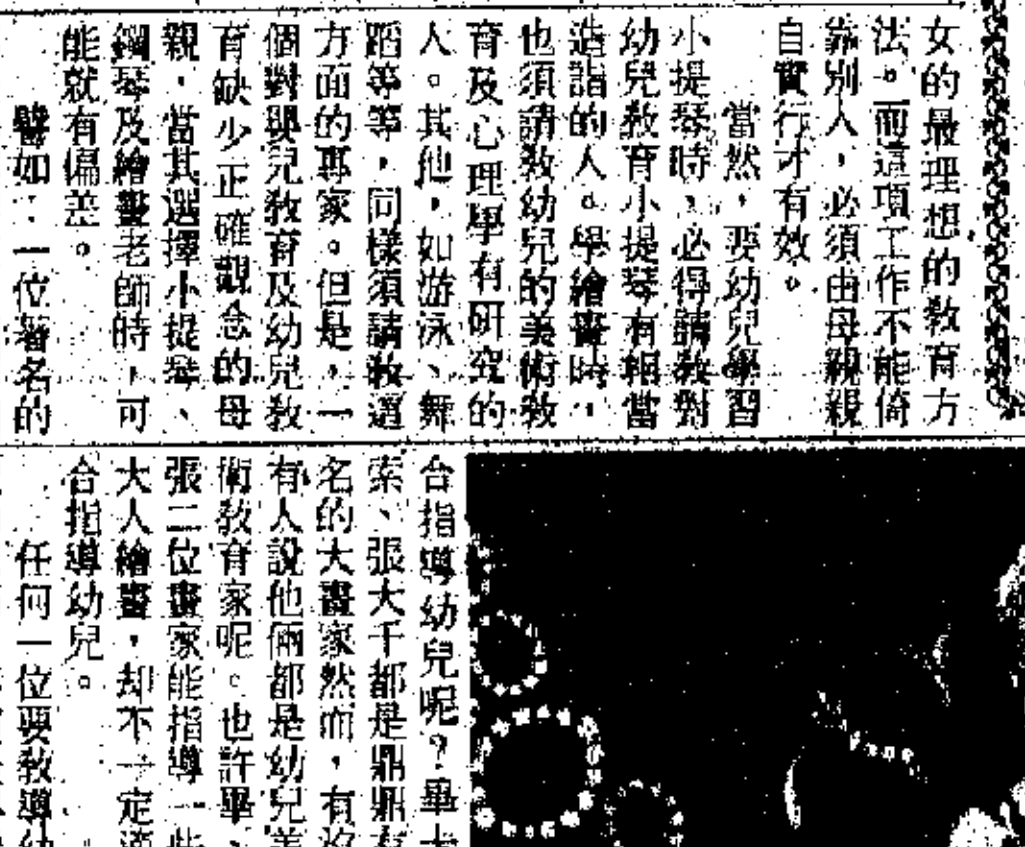 女的最理想的教育方
法。而這項工作不能倚
靠別人，必須由母親親
自實行才有效。
當然，要幼兒學習
小提琴時，必得請教對
幼兒教育小提琴有相當
造詣的人。學繪畫時，
也須請教幼兒的美術教
育及心理學有研究的
人。其他，如游泳、舞
蹈等等，同樣須請教這
方面的專家。但是，一
個對嬰兒教育及幼兒教
育缺少正確觀念的母
親，當其選擇小提琴、
鋼琴及繪畫老師時，可
能就有偏差。
譬如：一位著名的
合指導幼兒呢？畢卡
索、張大千都是鼎鼎有
名的大畫家然而，有沒
有人說他倆都是幼兒美
術教育家呢。也許畢、
張二位畫家能指導一些
大人繪畫，却不一定適
合指導幼兒。
任何一位要教導幼